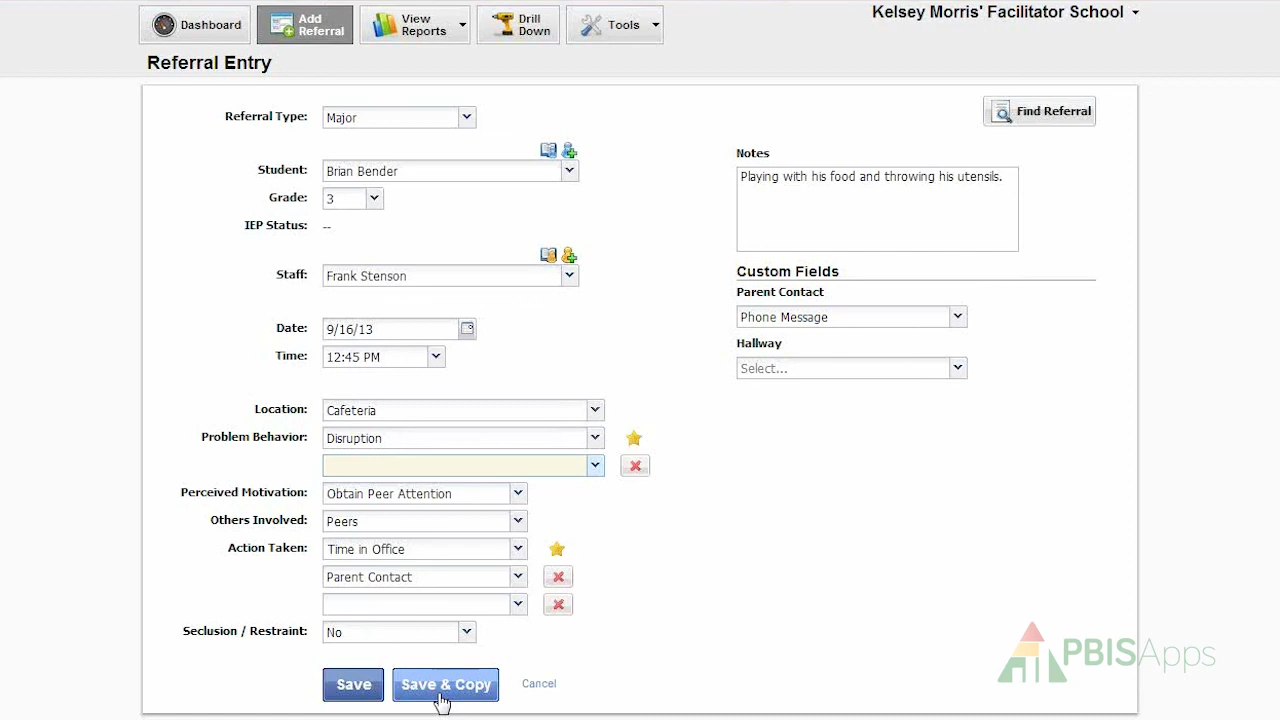 Dashboard
Add Referral
View Reports
Drill Down
Tools
Kelsey Morris' Facilitator School
Referral Entry
Find Referral
Referral Type: Major
Student: Brian Bender
Grade: 3
IEP Status: --
Staff: Frank Stenson
Date: 9/16/13
Time: 12:45 PM
Location: Cafeteria
Problem Behavior: Disruption
Perceived Motivation: Obtain Peer Attention
Others Involved: Peers
Action Taken: Time in Office
Parent Contact
Seclusion / Restraint: No
Save
Save & Copy
Cancel
Notes
Playing with his food and throwing his utensils.
Custom Fields
Parent Contact
Phone Message
Hallway
Select...
PBISApps